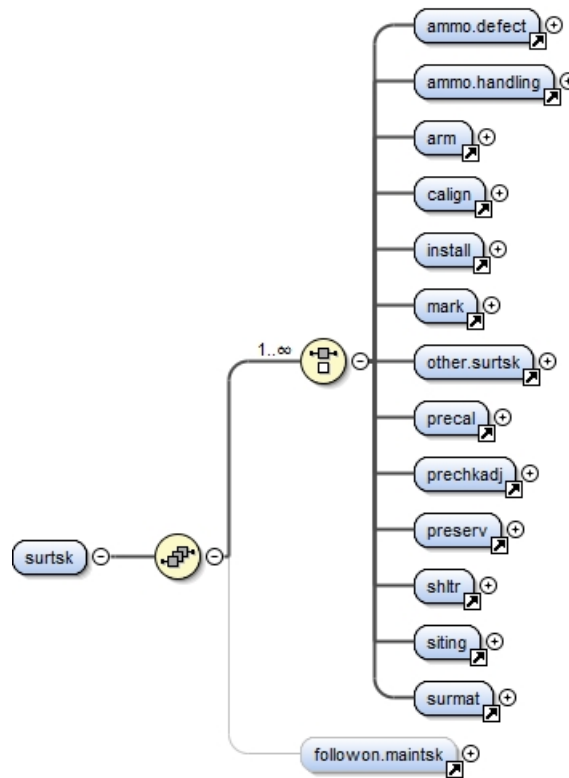 ammo.defect
ammo.handling
arm
calign
install
mark
1..∞
other.surtsk
precal
prechkadj
preserv
surtsk
shltr
siting
surmat
followon.maintsk